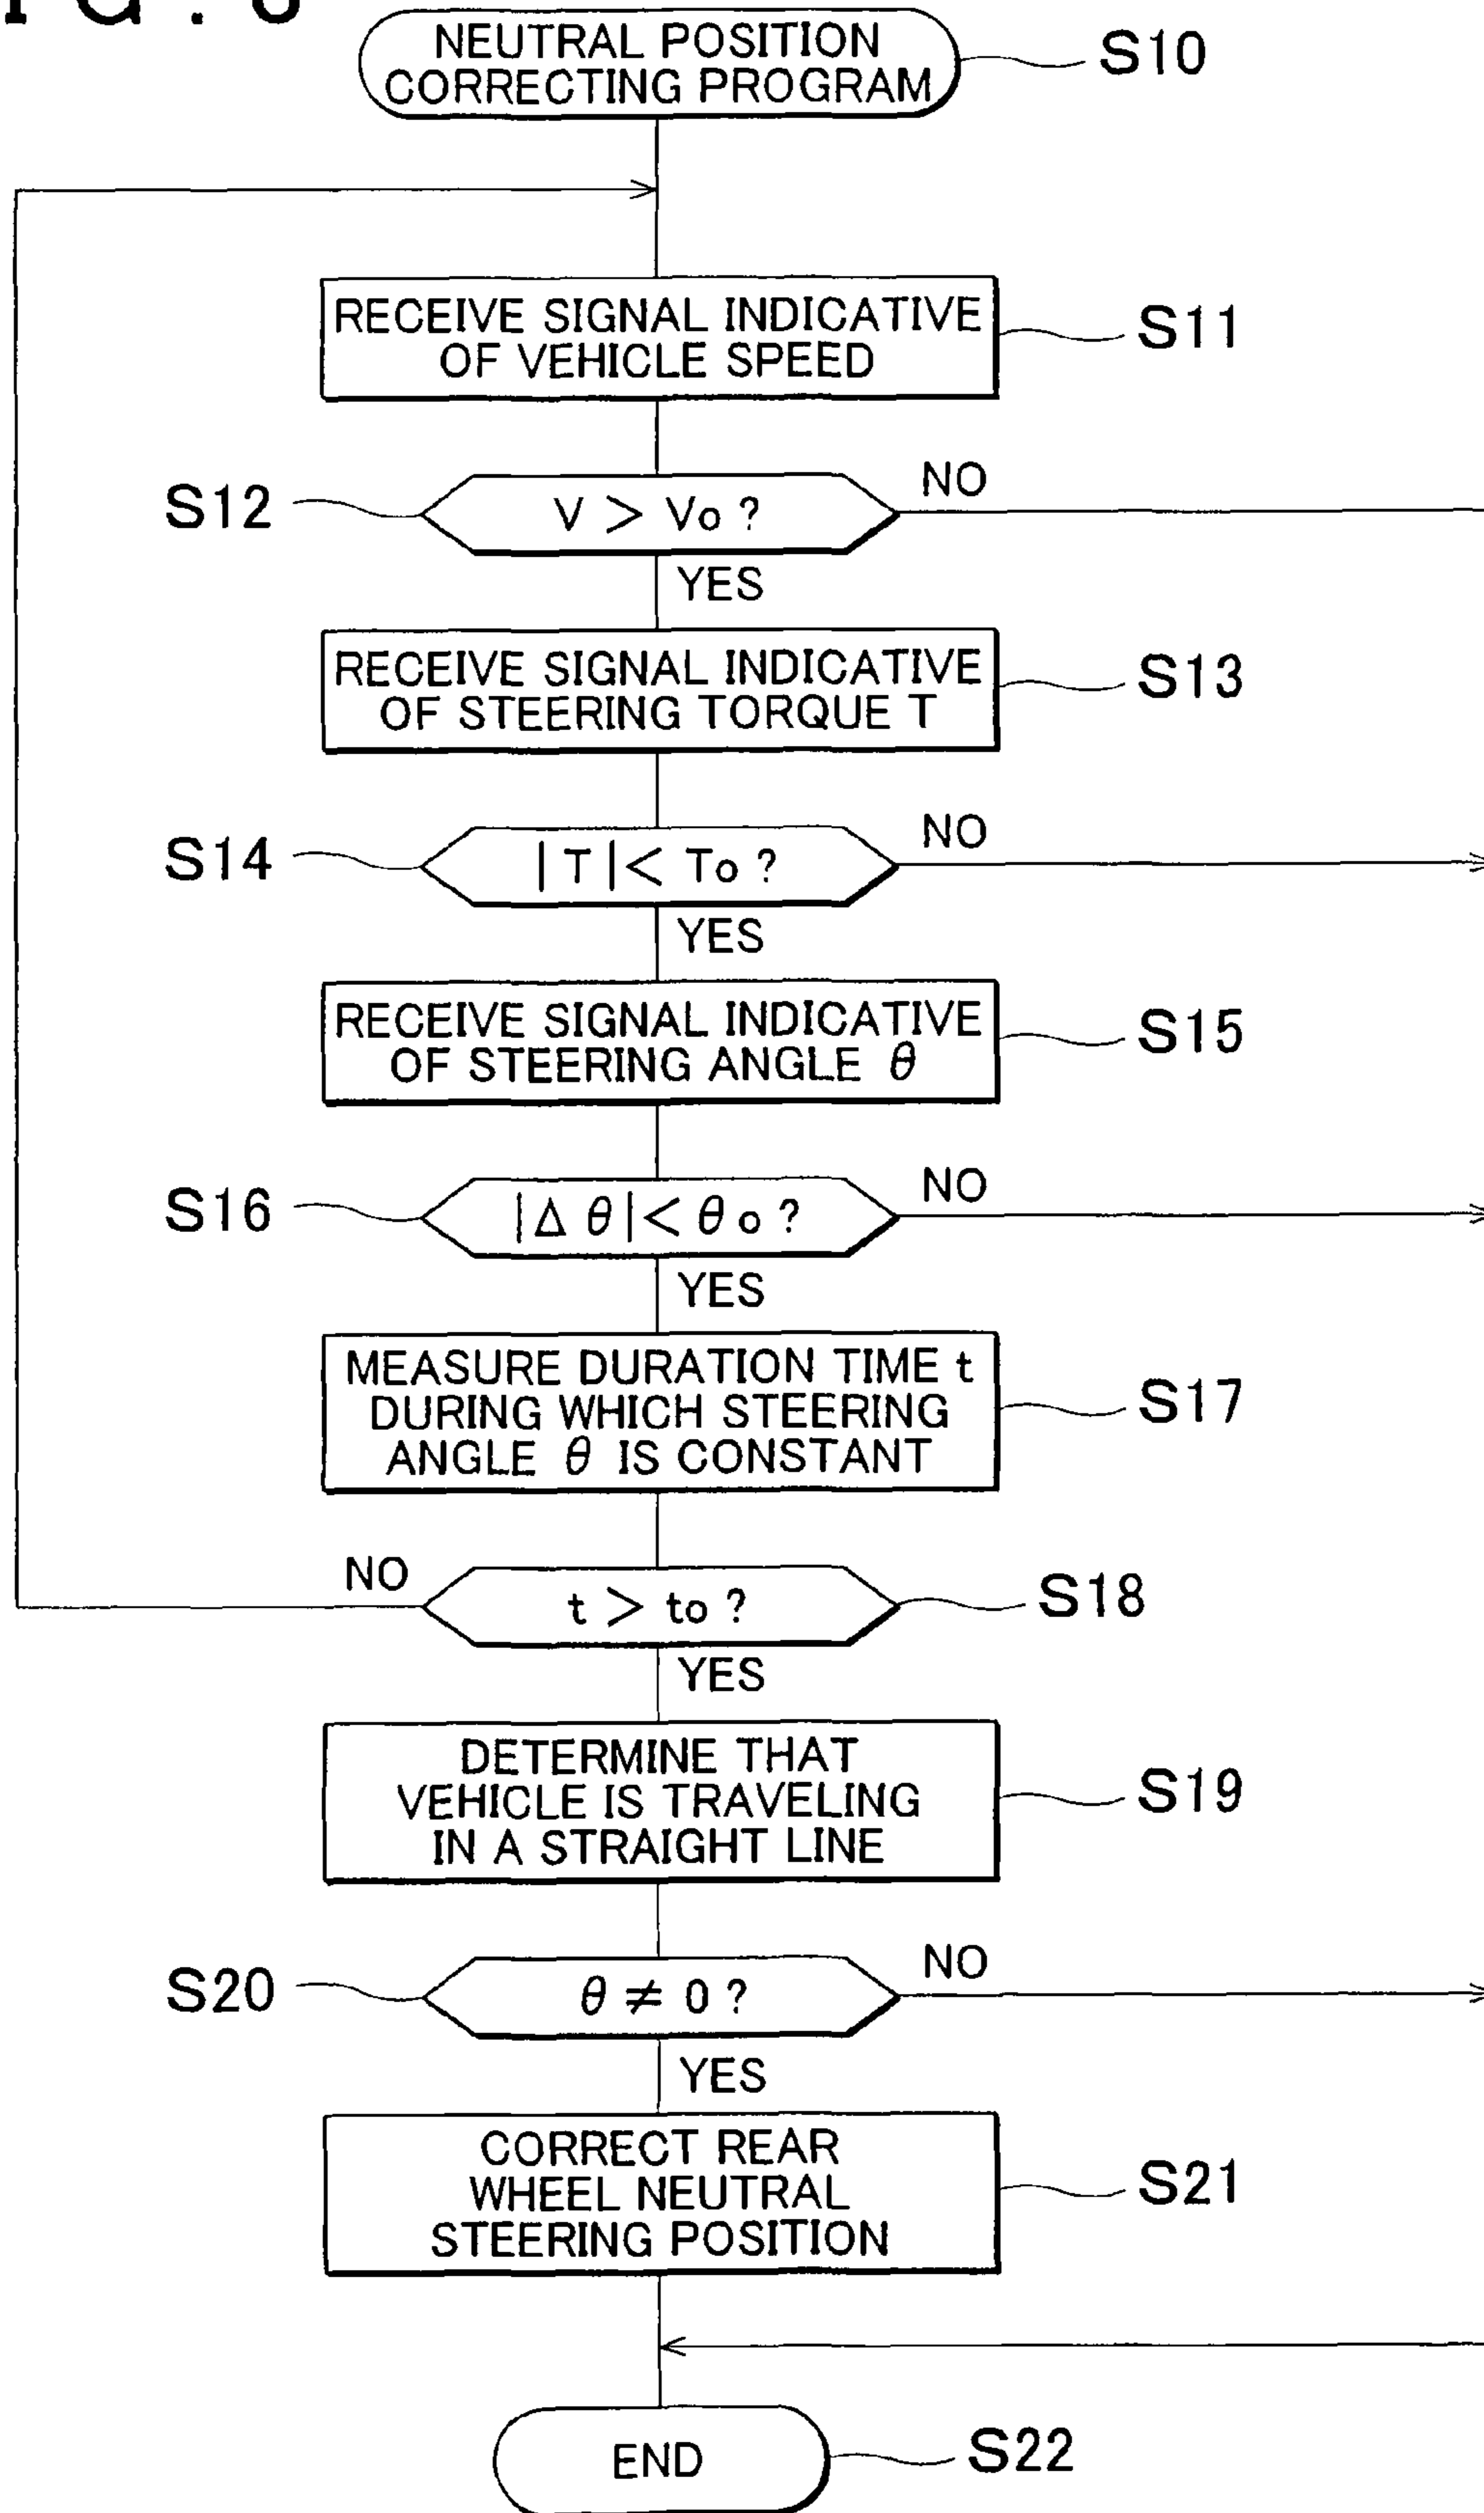 NEUTRAL POSITION
CORRECTING PROGRAM
S10
RECEIVE SIGNAL INDICATIVE
OF VEHICLE SPEED
S11
S12
V > Vo ?
NO
YES
RECEIVE SIGNAL INDICATIVE
OF STEERING TORQUE T
S13
S14
|T|< To ?
NO
YES
RECEIVE SIGNAL INDICATIVE
OF STEERING ANGLE θ
S15
S16
|Δ θ|< θ o ?
NO
YES
MEASURE DURATION TIME t
DURING WHICH STEERING
ANGLE θ IS CONSTANT
S17
NO
t > to ?
S18
YES
DETERMINE THAT
VEHICLE IS TRAVELING
IN A STRAIGHT LINE
S19
S20
θ ≠ 0 ?
NO
YES
CORRECT REAR
WHEEL NEUTRAL
STEERING POSITION
S21
END
S22